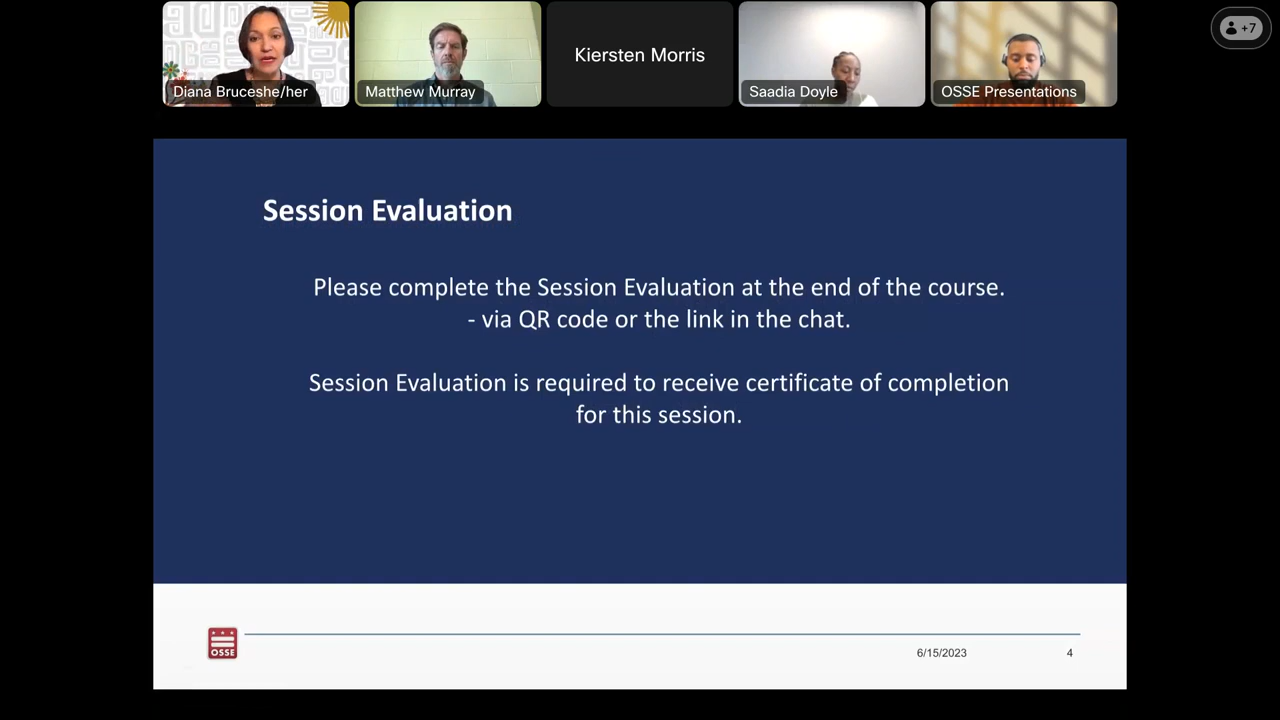 Diana Bruceshe/her
Matthew Murray
Kiersten Morris
Saadia Doyle
OSSE Presentations
+7
Session Evaluation
Please complete the Session Evaluation at the end of the course.
- via QR code or the link in the chat.
Session Evaluation is required to receive certificate of completion
for this session.
OSSE
6/15/2023
4